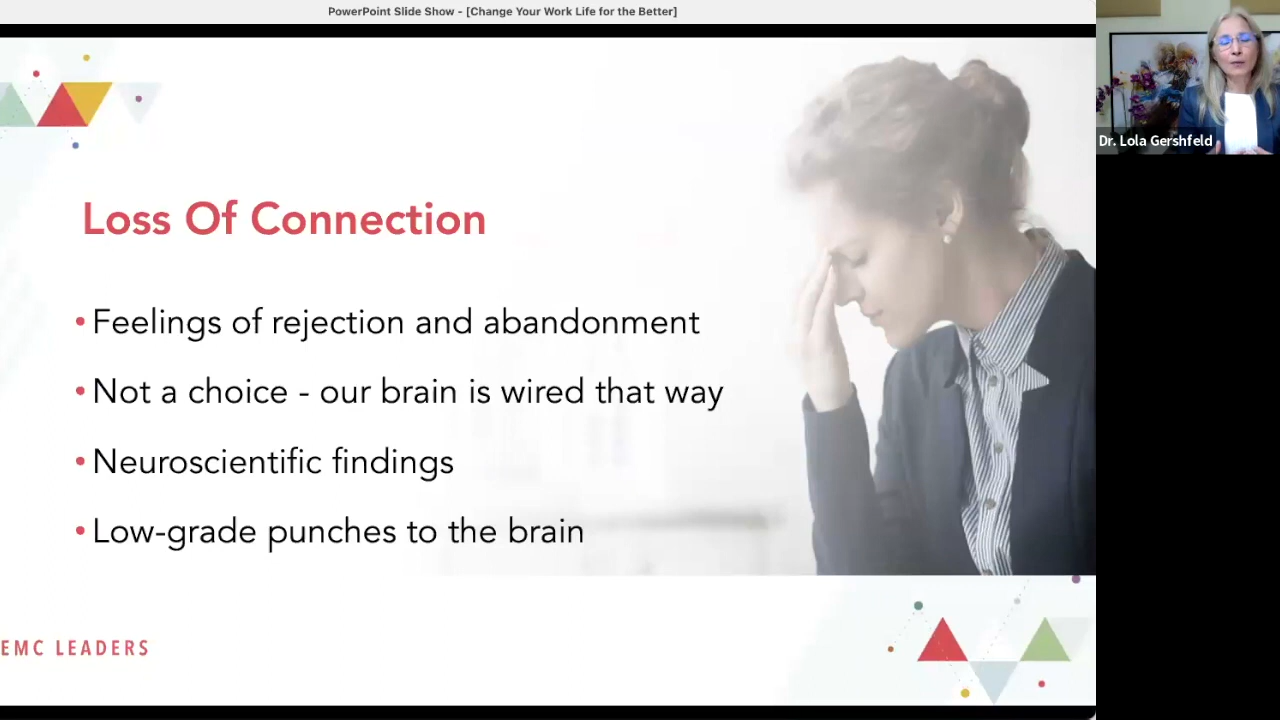 PowerPoint Slide Show - [Change Your Work Life for the Better]
Dr. Lola Gershfeld
Loss Of Connection
• Feelings of rejection and abandonment
• Not a choice - our brain is wired that way
• Neuroscientific findings
• Low-grade punches to the brain
EMC LEADERS